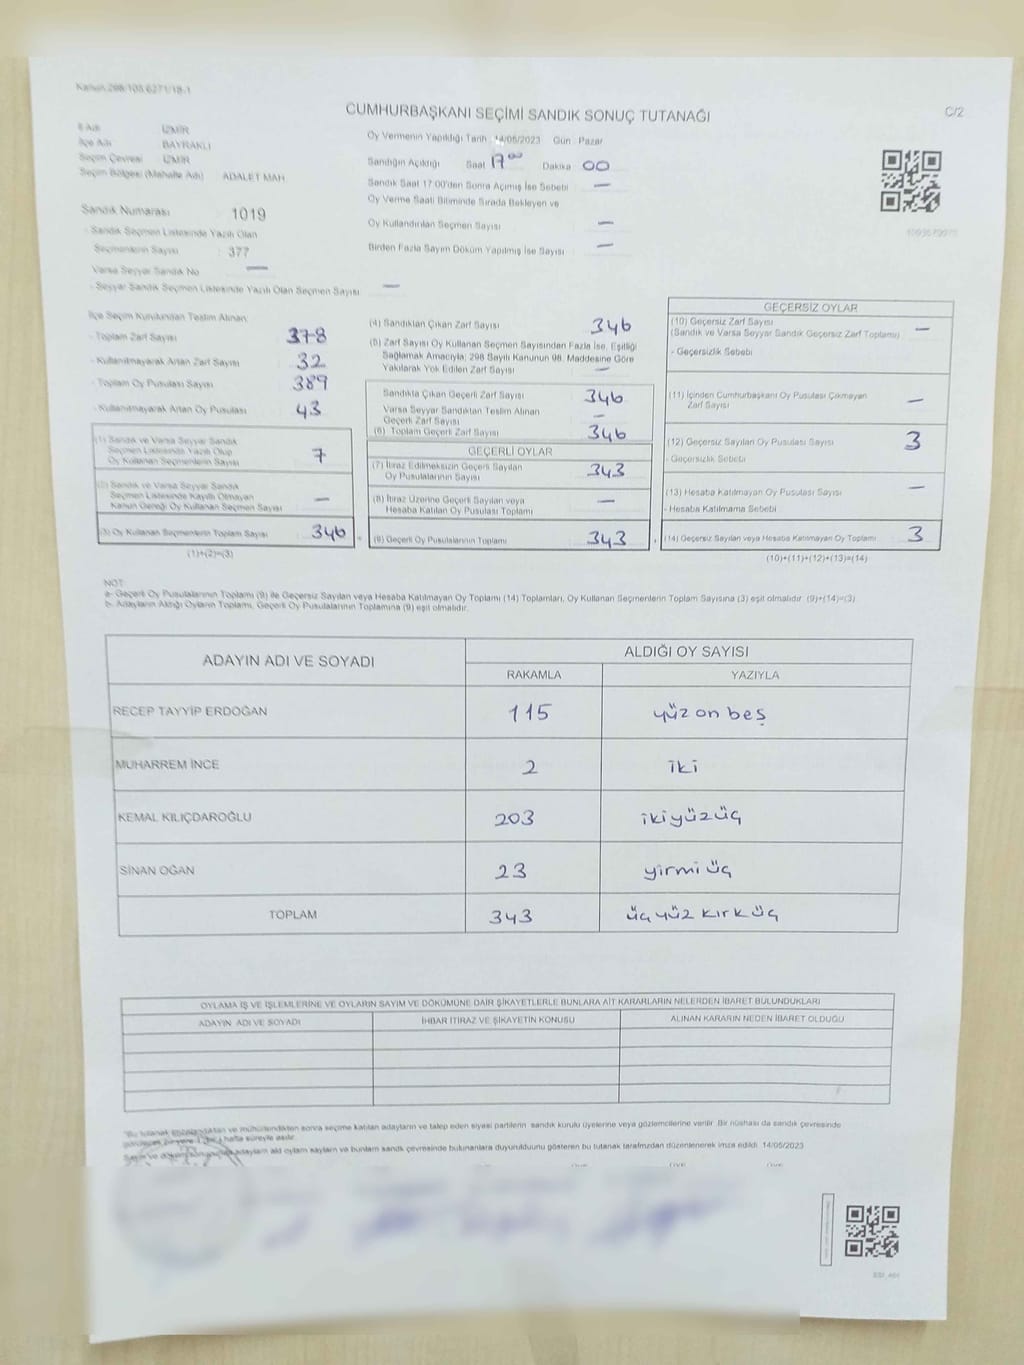 Kanun 298/105,6271/18-1
C/2
CUMHURBAŞKANI SEÇİMİ SANDIK SONUÇ TUTANAĞI
İl Adı İZMİR
İlçe Adı BAYRAKLI
Seçim Çevresi İZMİR
Seçim Bölgesi (Mahalle Adı) ADALET MAH
Sandık Numarası 1019
- Sandık Seçmen Listesinde Yazılı Olan
Seçmenlerin Sayısı : 377
Varsa Seyyar Sandık No —
- Seyyar Sandık Seçmen Listesinde Yazılı Olan Seçmen Sayısı —
Oy Vermenin Yapıldığı Tarih : 14/05/2023 Gün : Pazar
Sandığın Açıldığı Saat 17⁰⁰ Dakika 00
Sandık Saat 17:00'den Sonra Açımış İse Sebebi —
Oy Verme Saati Bitiminde Sırada Bekleyen ve
Oy Kullandırılan Seçmen Sayısı —
Birden Fazla Sayım Döküm Yapılmış İse Sayısı —
İlçe Seçim Kurulundan Teslim Alınan:
- Toplam Zarf Sayısı 378
- Kullanılmayarak Artan Zarf Sayısı 32
- Toplam Oy Pusulası Sayısı 389
- Kullanılmayarak Artan Oy Pusulası 43
(1) Sandık ve Varsa Seyyar Sandık
Seçmen Listesinde Yazılı Olup
Oy Kullanan Seçmenlerin Sayısı 7
(2) Sandık ve Varsa Seyyar Sandık
Seçmen Listesinde Kayıtlı Olmayan
Kanun Gereği Oy Kullanan Seçmen Sayısı —
(3) Oy Kullanan Seçmenlerin Toplam Sayısı 346
(1)+(2)=(3)
(4) Sandıktan Çıkan Zarf Sayısı 346
(5) Zarf Sayısı Oy Kullanan Seçmen Sayısından Fazla İse, Eşitliği
Sağlamak Amacıyla; 298 Sayılı Kanunun 98. Maddesine Göre
Yakılarak Yok Edilen Zarf Sayısı —
Sandıkta Çıkan Geçerli Zarf Sayısı 346
Varsa Seyyar Sandıktan Teslim Alınan
Geçerli Zarf Sayısı —
(6) Toplam Geçerli Zarf Sayısı 346
GEÇERLİ OYLAR
(7) İtiraz Edilmeksizin Geçerli Sayılan
Oy Pusulalarının Sayısı 343
(8) İtiraz Üzerine Geçerli Sayılan veya
Hesaba Katılan Oy Pusulası Toplamı —
(9) Geçerli Oy Pusulalarının Toplamı 343
GEÇERSİZ OYLAR
(10) Geçersiz Zarf Sayısı
(Sandık ve Varsa Seyyar Sandık Geçersiz Zarf Toplamı) —
- Geçersizlik Sebebi
(11) İçinden Cumhurbaşkanı Oy Pusulası Çıkmayan
Zarf Sayısı —
(12) Geçersiz Sayılan Oy Pusulası Sayısı 3
- Geçersizlik Sebebi
(13) Hesaba Katılmayan Oy Pusulası Sayısı —
- Hesaba Katılmama Sebebi
(14) Geçersiz Sayılan veya Hesaba Katılmayan Oy Toplamı 3
(10)+(11)+(12)+(13)=(14)
NOT:
a- Geçerli Oy Pusulalarının Toplamı (9) ile Geçersiz Sayılan veya Hesaba Katılmayan Oy Toplamı (14) Toplamları, Oy Kullanan Seçmenlerin Toplam Sayısına (3) eşit olmalıdır. (9)+(14)=(3)
b- Adayların Aldığı Oyların Toplamı, Geçerli Oy Pusulalarının Toplamına (9) eşit olmalıdır.
ADAYIN ADI VE SOYADI ALDIĞI OY SAYISI
RAKAMLA YAZIYLA
RECEP TAYYİP ERDOĞAN 115 yüz on beş
MUHARREM İNCE 2 iki
KEMAL KILIÇDAROĞLU 203 ikiyüzüç
SİNAN OĞAN 23 yirmi üç
TOPLAM 343 üç yüz kırk üç
OYLAMA İŞ VE İŞLEMLERİNE VE OYLARIN SAYIM VE DÖKÜMÜNE DAİR ŞİKAYETLERLE BUNLARA AİT KARARLARIN NELERDEN İBARET BULUNDUKLARI
ADAYIN ADI VE SOYADI İHBAR İTİRAZ VE ŞİKAYETİN KONUSU ALINAN KARARIN NEDEN İBARET OLDUĞU
"Bu tutanak imzalandıktan ve mühürlendikten sonra seçime katılan adayların ve talep eden siyasi partilerin sandık kurulu üyelerine veya gözlemcilerine verilir. Bir nüshası da sandık çevresinde
hafta süreyle asılır.
adayların aldı oyların sayıların ve bunların sandık çevresinde bulunanlara duyurulduunu gösteren bu tutanak tarafımızdan düzenlenerek imza edildi. 14/05/2023